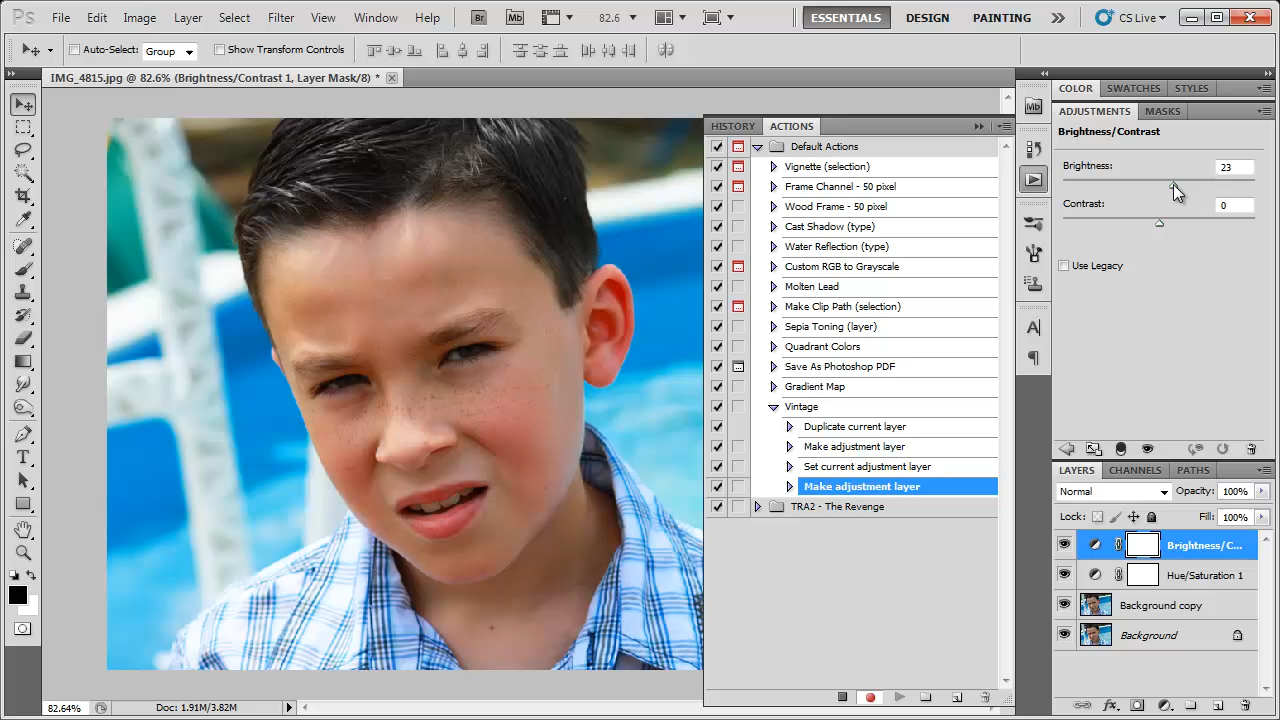 Ps File Edit Image Layer Select Analysis Filter View Window Help Br Mb 82.6 ESSENTIALS DESIGN PAINTING CS Live
Auto-Select: Group Show Transform Controls
IMG_4815.jpg @ 82.6% (Brightness/Contrast 1, Layer Mask/8) *
HISTORY ACTIONS
Default Actions
Vignette (selection)
Frame Channel - 50 pixel
Wood Frame - 50 pixel
Cast Shadow (type)
Water Reflection (type)
Custom RGB to Grayscale
Molten Lead
Make Clip Path (selection)
Sepia Toning (layer)
Quadrant Colors
Save As Photoshop PDF
Gradient Map
Vintage
Duplicate current layer
Make adjustment layer
Set current adjustment layer
Make adjustment layer
TRA2 - The Revenge
Mb
COLOR SWATCHES STYLES
ADJUSTMENTS MASKS
Brightness/Contrast
Brightness: 23
Contrast: 0
Use Legacy
LAYERS CHANNELS PATHS
Normal Opacity: 100%
Lock: Fill: 100%
Brightness/C...
Hue/Saturation 1
Background copy
Background
82.64% Doc: 1.91M/3.82M